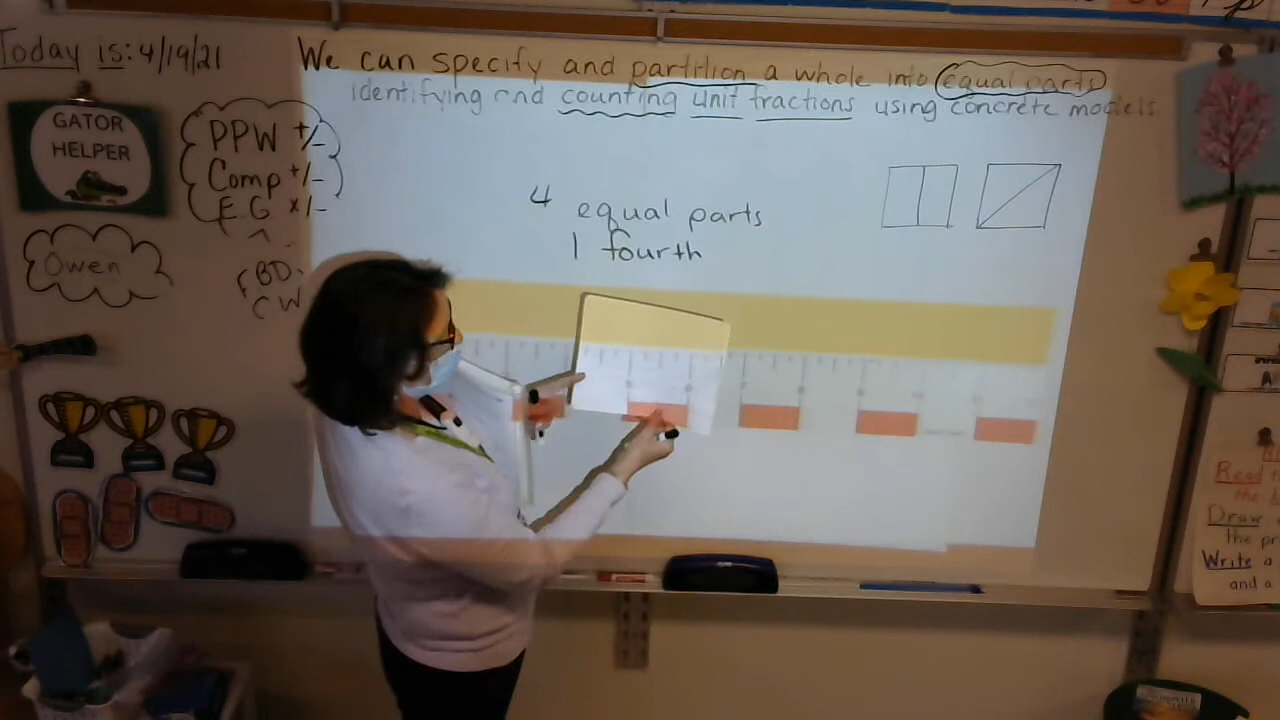 Today is: 4/19/21
We can specify and partition a whole into equal parts
identifying and counting unit fractions using concrete models
GATOR
HELPER
PPW +/-
Comp +/-
E.G x/-
Owen
BD.
CW
4 equal parts
1 fourth
Read
the
Draw
the
Write a
and a